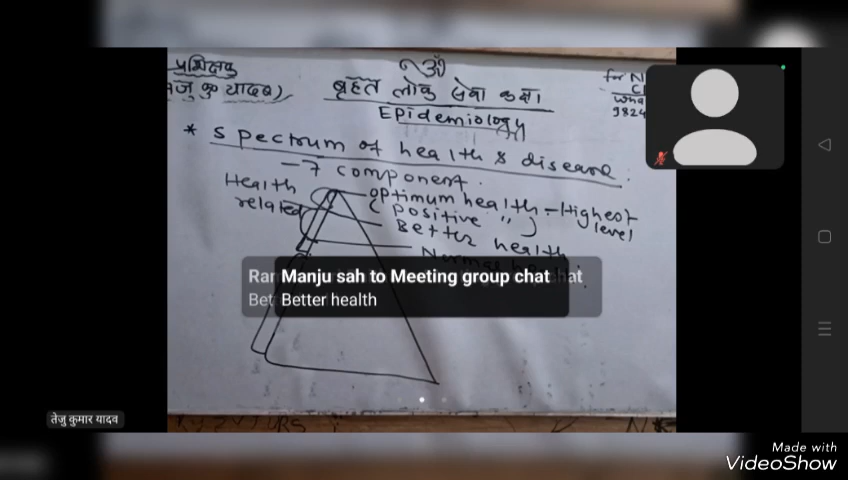 प्रशिक्षक
ॐ
बृहत लोक सेवा कक्षा
Epidemiology
* Spectrum of health & disease
- 7 component.
Health related
optimum health - Highest level
( Positive " )
Better health
Manju sah to Meeting group chat
Better health
तेजु कुमार यादव
Made with
VideoShow